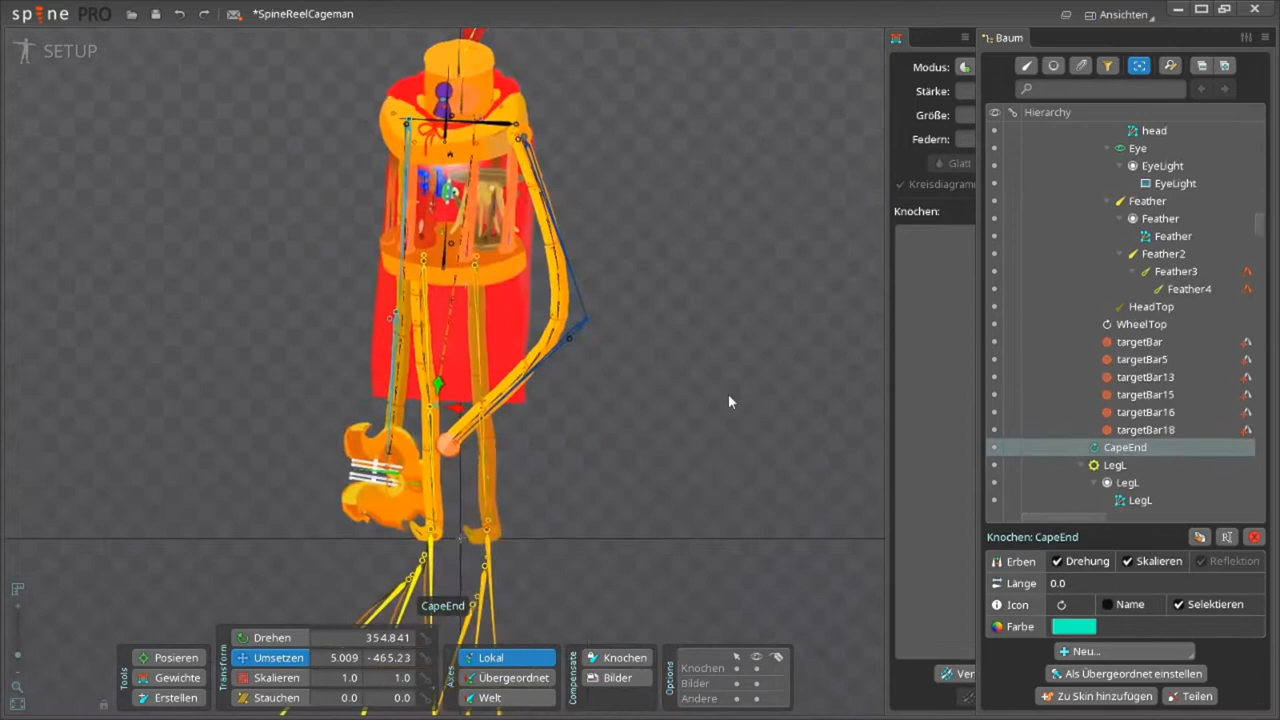 spine PRO
*SpineReelCageman
Ansichten
SETUP
CapeEnd
Modus:
Stärke:
Größe:
Federn:
Glatt
Kreisdiagram
Knochen:
Baum
Hierarchy
head
Eye
EyeLight
EyeLight
Feather
Feather
Feather
Feather2
Feather3
Feather4
HeadTop
WheelTop
targetBar
targetBar5
targetBar13
targetBar15
targetBar16
targetBar18
CapeEnd
LegL
LegL
LegL
Knochen: CapeEnd
Erben Drehung Skalieren Reflektion
Länge 0.0
Icon Name Selektieren
Farbe
Neu...
Als Übergeordnet einstellen
Zu Skin hinzufügen Teilen
Tools
Posieren
Gewichte
Erstellen
Transform
Drehen 354.841
Umsetzen 5.009 -465.23
Skalieren 1.0 1.0
Stauchen 0.0 0.0
Axes
Lokal
Übergeordnet
Welt
Compensate
Knochen
Bilder
Options
Knochen
Bilder
Andere